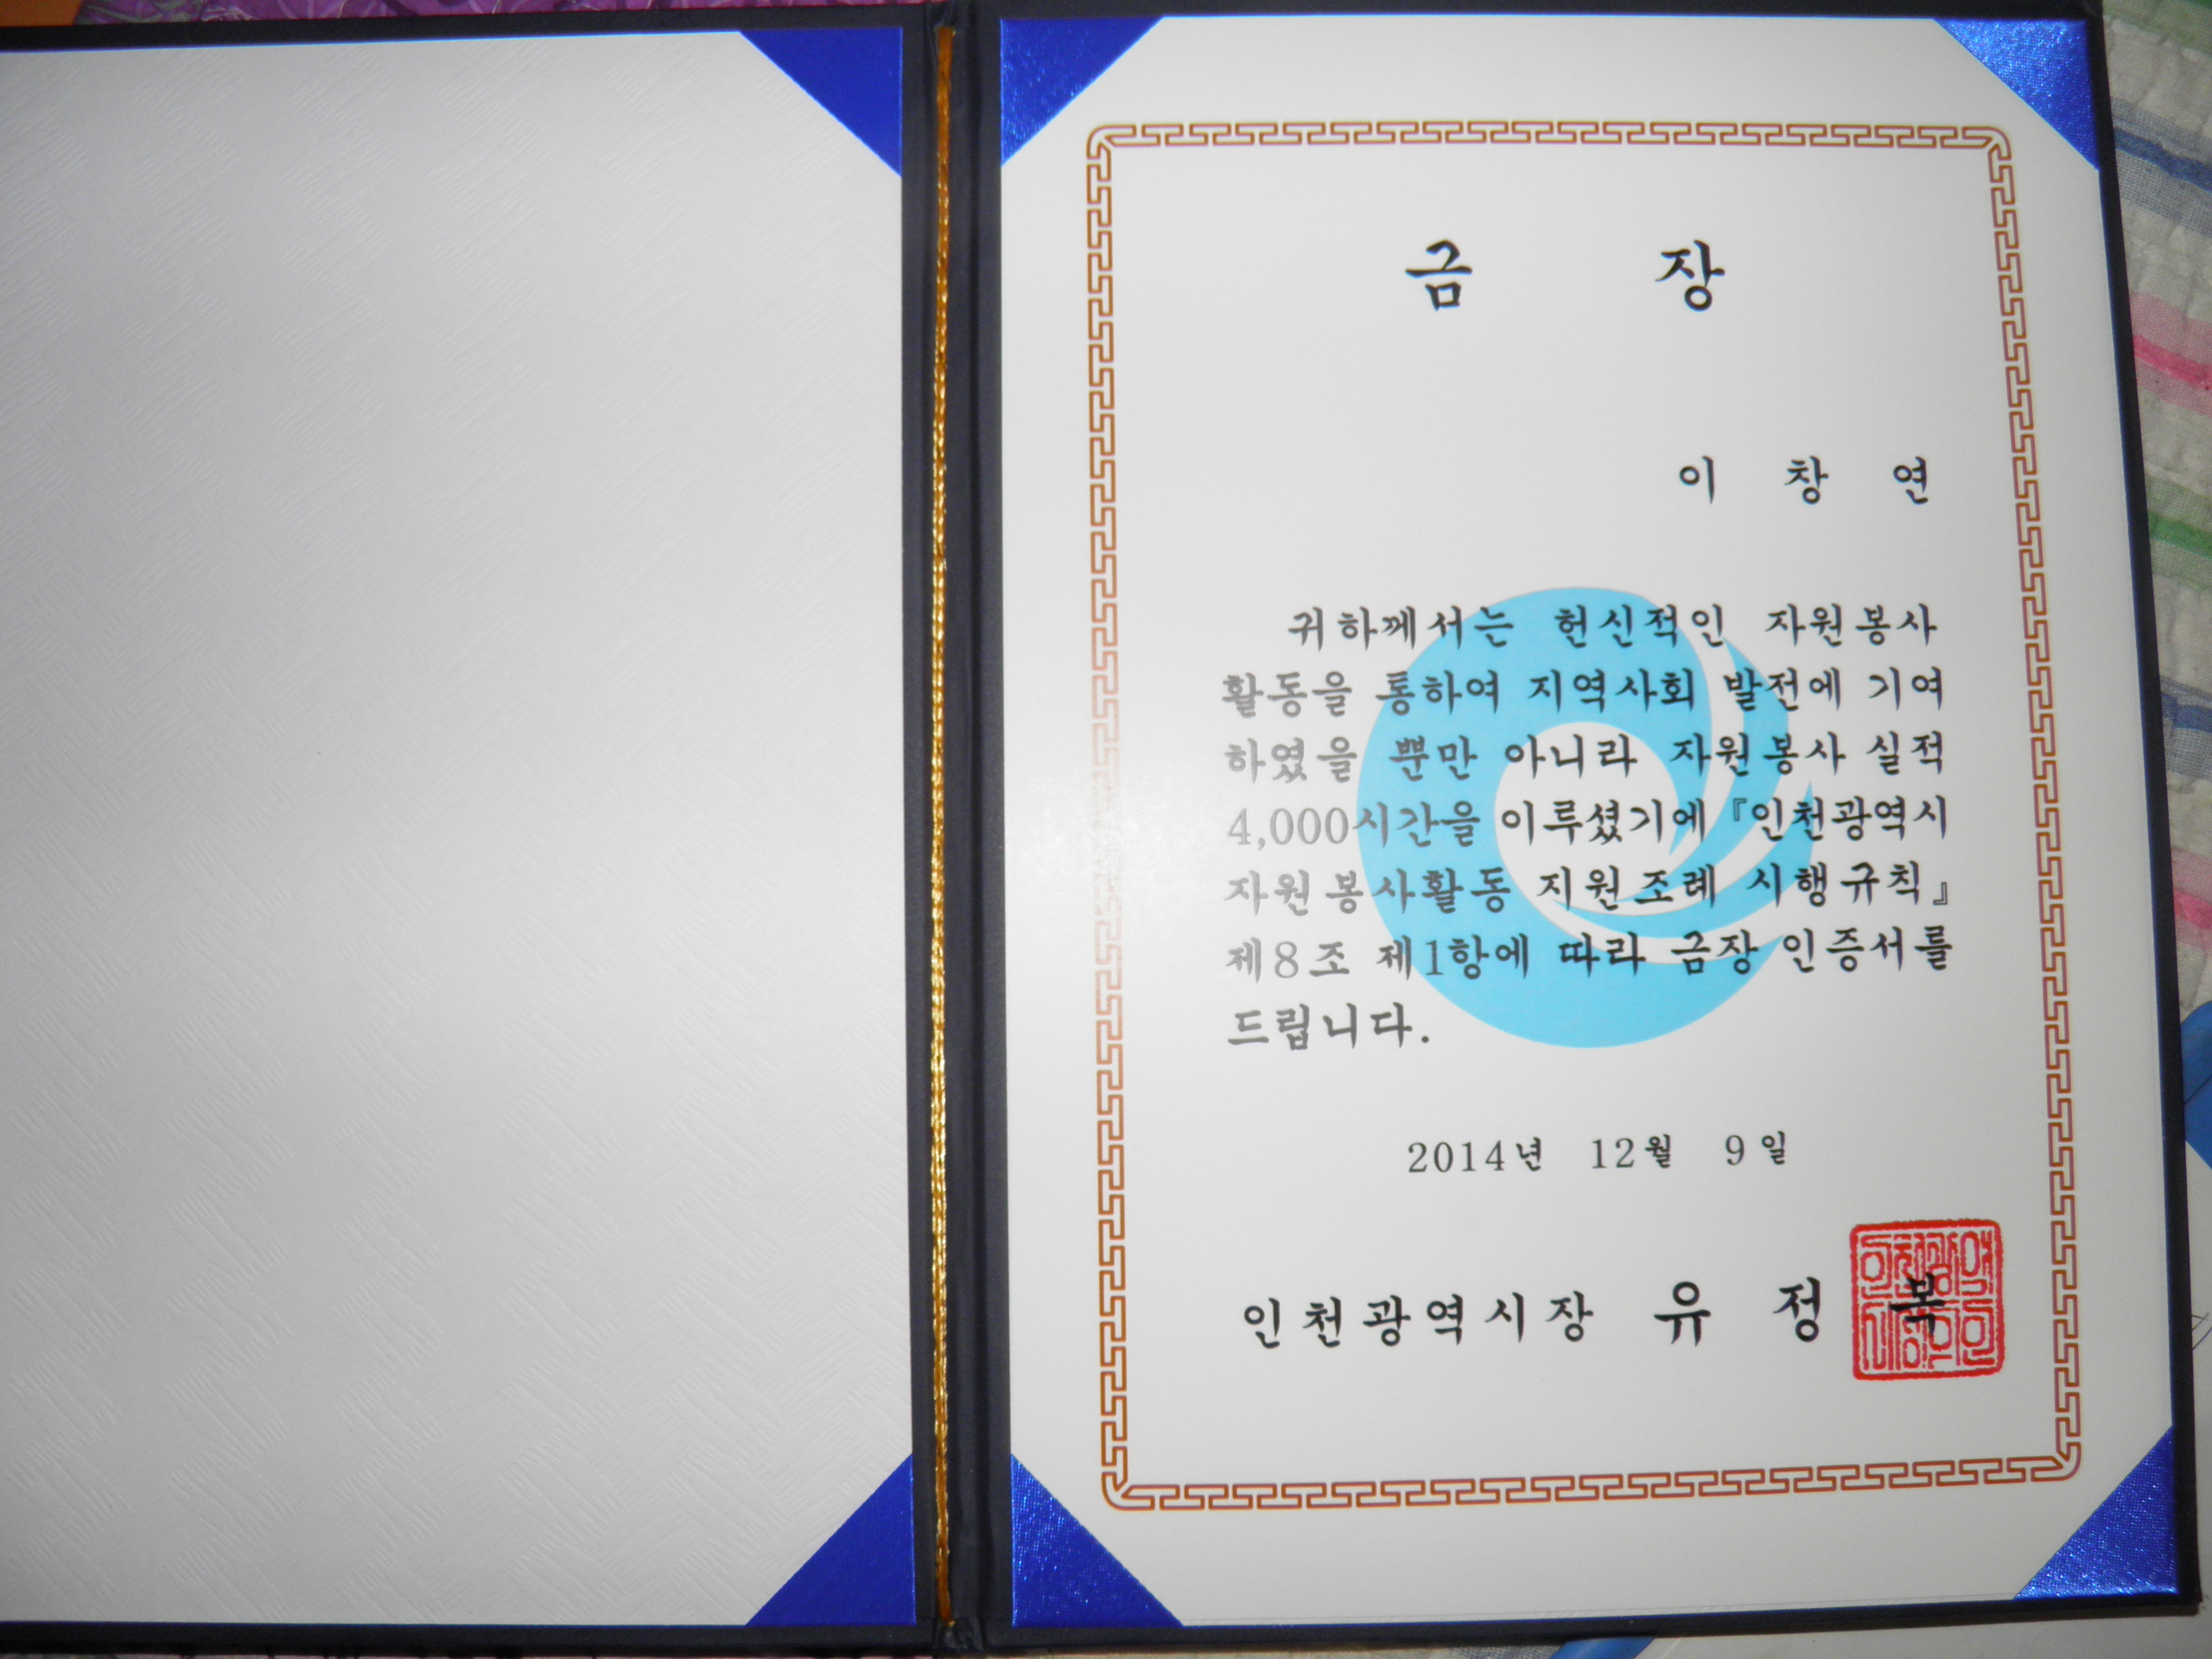 금 장
이 창 연
귀하께서는 헌신적인 자원봉사
활동을 통하여 지역사회 발전에 기여
하였을 뿐만 아니라 자원봉사 실적
4,000시간을 이루셨기에 『인천광역시
자원봉사활동 지원조례 시행규칙』
제8조 제1항에 따라 금장 인증서를
드립니다.
2014년 12월 9일
인천광역시장 유 정 복